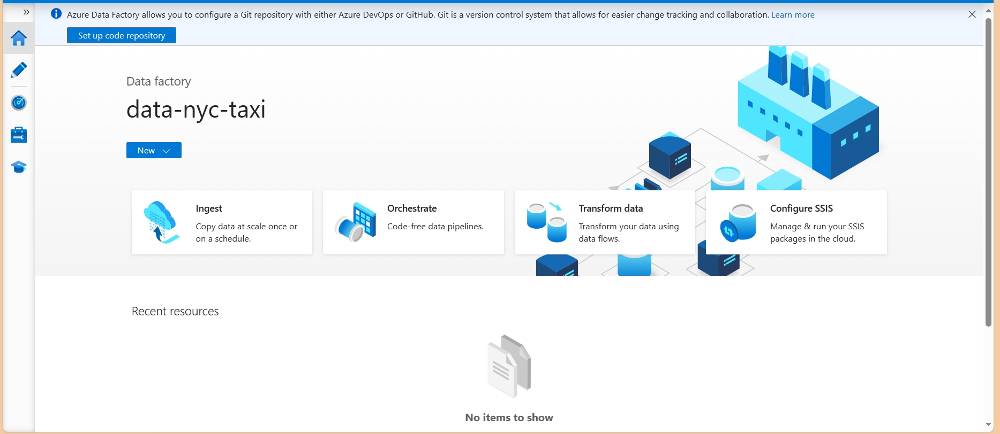 Azure Data Factory allows you to configure a Git repository with either Azure DevOps or GitHub. Git is a version control system that allows for easier change tracking and collaboration. Learn more
Set up code repository
Data factory
data-nyc-taxi
New
Ingest
Copy data at scale once or
on a schedule.
Orchestrate
Code-free data pipelines.
Transform data
Transform your data using
data flows.
Configure SSIS
Manage & run your SSIS
packages in the cloud.
Recent resources
No items to show